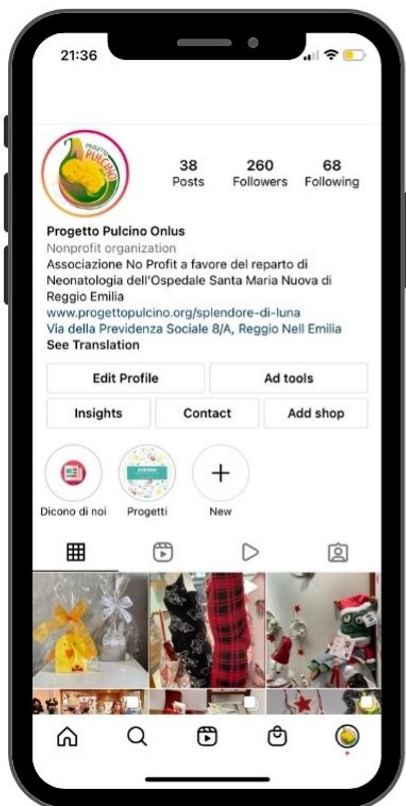 21:36
PROGETTO
PULCINO
38
Posts
260
Followers
68
Following
Progetto Pulcino Onlus
Nonprofit organization
Associazione No Profit a favore del reparto di
Neonatologia dell'Ospedale Santa Maria Nuova di
Reggio Emilia
www.progettopulcino.org/splendore-di-luna
Via della Previdenza Sociale 8/A, Reggio Nell Emilia
See Translation
Edit Profile
Ad tools
Insights
Contact
Add shop
Dicono di noi
Progetti
New